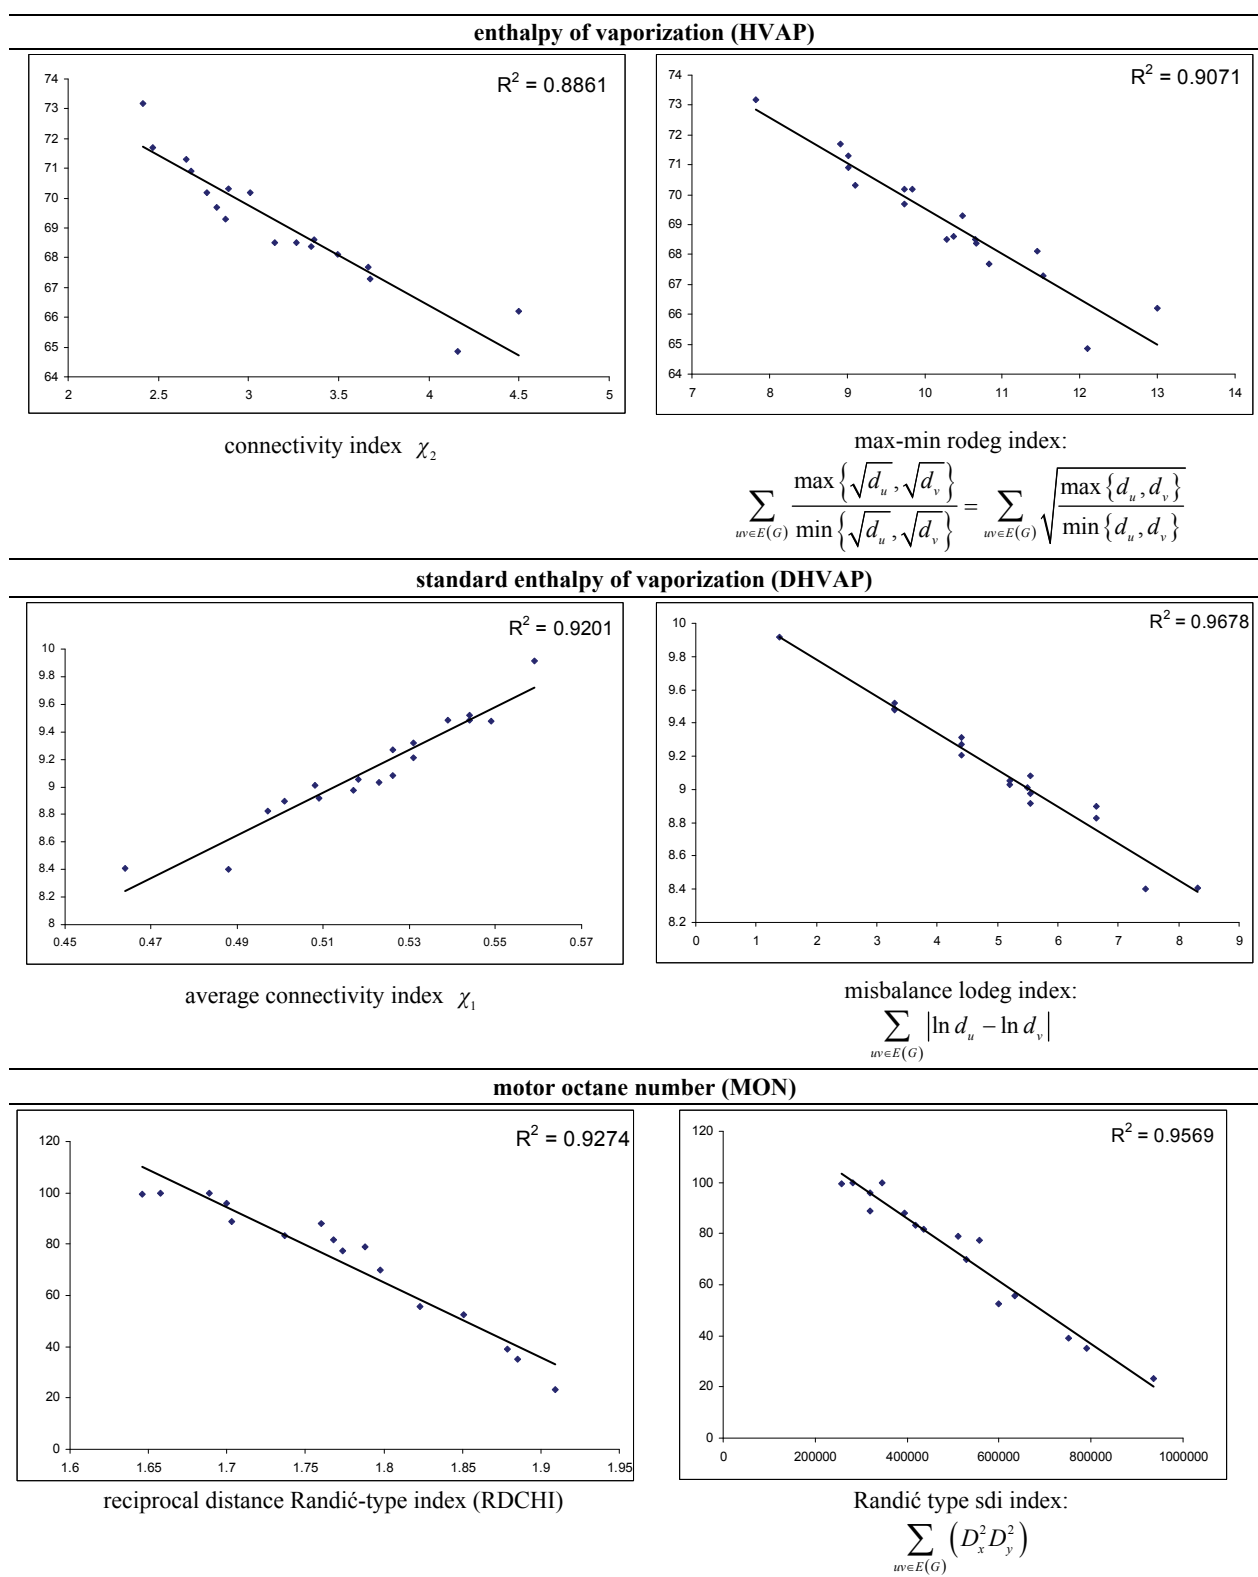 enthalpy of vaporization (HVAP)
R² = 0.8861
74
73
72
71
70
69
68
67
66
65
64
2 2.5 3 3.5 4 4.5 5
connectivity index χ₂
R² = 0.9071
74
73
72
71
70
69
68
67
66
65
64
7 8 9 10 11 12 13 14
max-min rodeg index:
∑_{uv∈E(G)} max{√d_u, √d_v} / min{√d_u, √d_v} = ∑_{uv∈E(G)} √(max{d_u, d_v} / min{d_u, d_v})
standard enthalpy of vaporization (DHVAP)
R² = 0.9201
10
9.8
9.6
9.4
9.2
9
8.8
8.6
8.4
8.2
8
0.45 0.47 0.49 0.51 0.53 0.55 0.57
average connectivity index χ₁
R² = 0.9678
10
9.8
9.6
9.4
9.2
9
8.8
8.6
8.4
8.2
0 1 2 3 4 5 6 7 8 9
misbalance lodeg index:
∑_{uv∈E(G)} |ln d_u − ln d_v|
motor octane number (MON)
R² = 0.9274
120
100
80
60
40
20
0
1.6 1.65 1.7 1.75 1.8 1.85 1.9 1.95
reciprocal distance Randić-type index (RDCHI)
R² = 0.9569
120
100
80
60
40
20
0
0 200000 400000 600000 800000 1000000
Randić type sdi index:
∑_{uv∈E(G)} (D_x² D_y²)